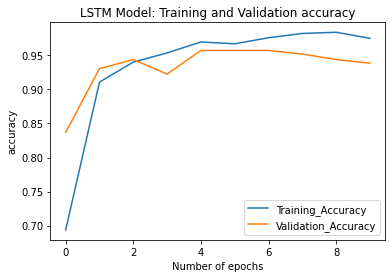 LSTM Model: Training and Validation accuracy
accuracy
0.95
0.90
0.85
0.80
0.75
0.70
Training_Accuracy
Validation_Accuracy
0 2 4 6 8
Number of epochs